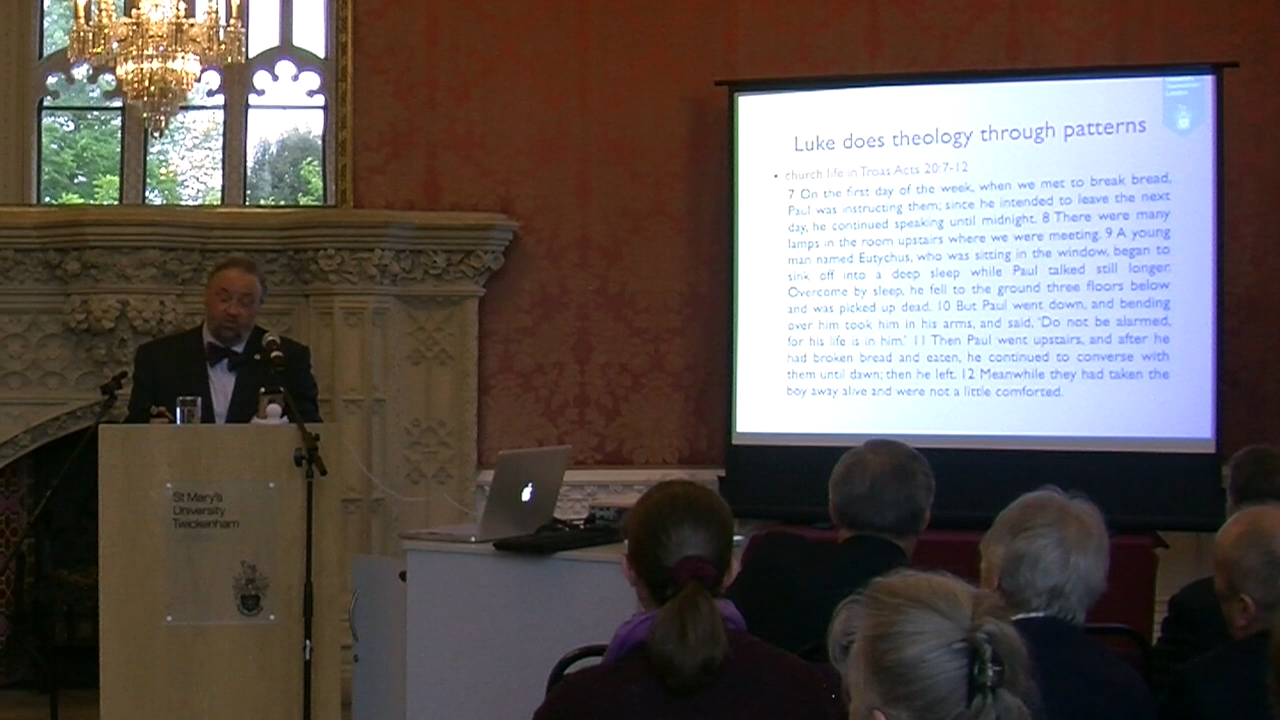 Luke does theology through patterns
• church life in Troas Acts 20:7-12
7 On the first day of the week, when we met to break bread,
Paul was instructing them; since he intended to leave the next
day, he continued speaking until midnight. 8 There were many
lamps in the room upstairs where we were meeting. 9 A young
man named Eutychus, who was sitting in the window, began to
sink off into a deep sleep while Paul talked still longer.
Overcome by sleep, he fell to the ground three floors below
and was picked up dead. 10 But Paul went down, and bending
over him took him in his arms, and said, 'Do not be alarmed,
for his life is in him.' 11 Then Paul went upstairs, and after he
had broken bread and eaten, he continued to converse with
them until dawn; then he left. 12 Meanwhile they had taken the
boy away alive and were not a little comforted.
St Mary's
University
Twickenham